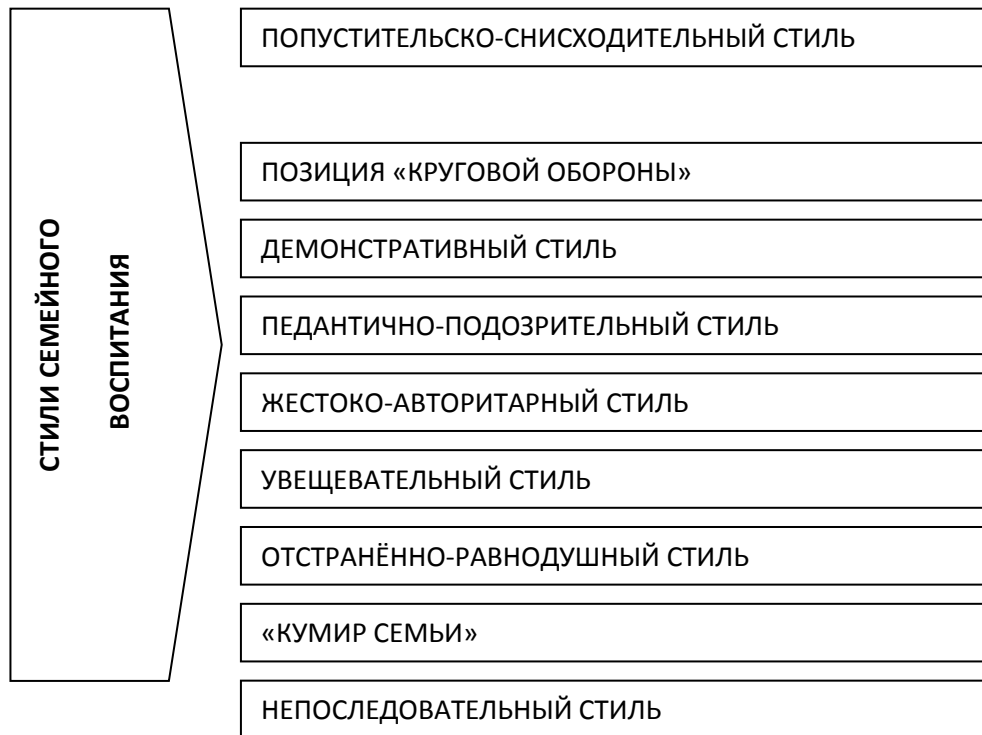 СТИЛИ СЕМЕЙНОГО
ВОСПИТАНИЯ
ПОПУСТИТЕЛЬСКО-СНИСХОДИТЕЛЬНЫЙ СТИЛЬ
ПОЗИЦИЯ «КРУГОВОЙ ОБОРОНЫ»
ДЕМОНСТРАТИВНЫЙ СТИЛЬ
ПЕДАНТИЧНО-ПОДОЗРИТЕЛЬНЫЙ СТИЛЬ
ЖЕСТОКО-АВТОРИТАРНЫЙ СТИЛЬ
УВЕЩЕВАТЕЛЬНЫЙ СТИЛЬ
ОТСТРАНЁННО-РАВНОДУШНЫЙ СТИЛЬ
«КУМИР СЕМЬИ»
НЕПОСЛЕДОВАТЕЛЬНЫЙ СТИЛЬ